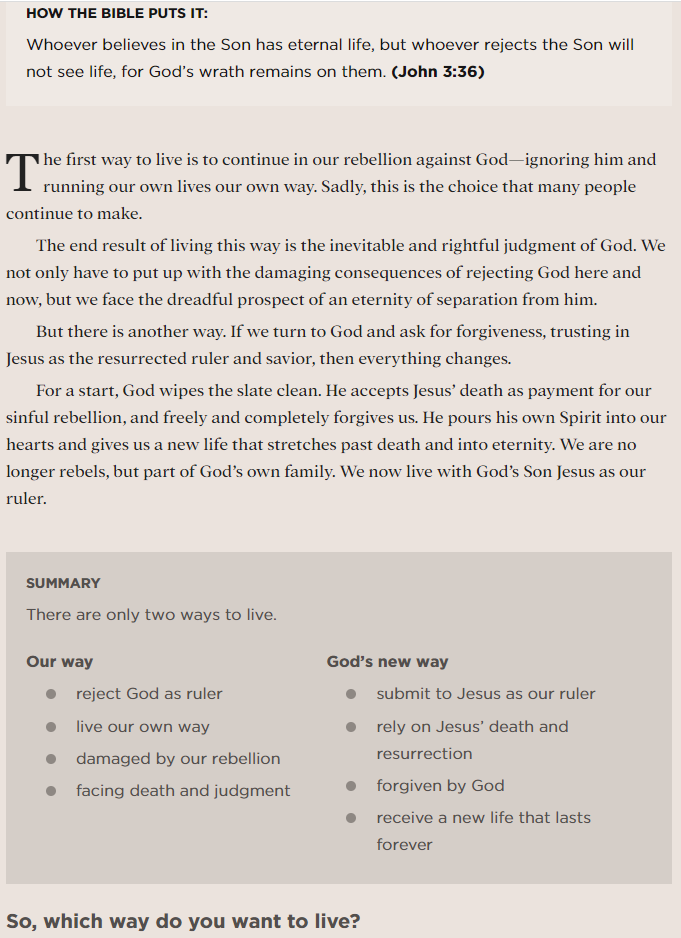 HOW THE BIBLE PUTS IT:
Whoever believes in the Son has eternal life, but whoever rejects the Son will
not see life, for God’s wrath remains on them. (John 3:36)
The first way to live is to continue in our rebellion against God—ignoring him and
running our own lives our own way. Sadly, this is the choice that many people
continue to make.
The end result of living this way is the inevitable and rightful judgment of God. We
not only have to put up with the damaging consequences of rejecting God here and
now, but we face the dreadful prospect of an eternity of separation from him.
But there is another way. If we turn to God and ask for forgiveness, trusting in
Jesus as the resurrected ruler and savior, then everything changes.
For a start, God wipes the slate clean. He accepts Jesus’ death as payment for our
sinful rebellion, and freely and completely forgives us. He pours his own Spirit into our
hearts and gives us a new life that stretches past death and into eternity. We are no
longer rebels, but part of God’s own family. We now live with God’s Son Jesus as our
ruler.
SUMMARY
There are only two ways to live.
Our way
reject God as ruler
live our own way
damaged by our rebellion
facing death and judgment
God’s new way
submit to Jesus as our ruler
rely on Jesus’ death and
resurrection
forgiven by God
receive a new life that lasts
forever
So, which way do you want to live?